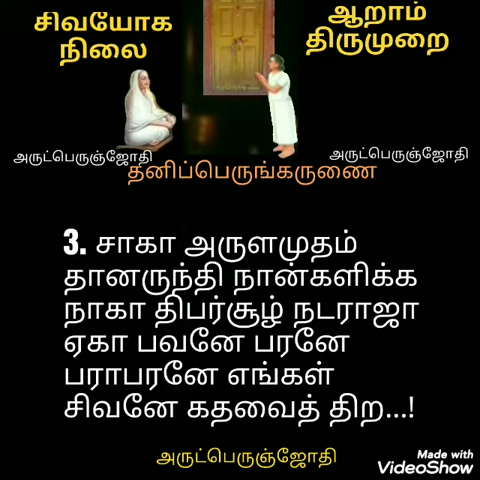 சிவயோக
நிலை
ஆறாம்
திருமுறை
அருட்பெருஞ்ஜோதி
அருட்பெருஞ்ஜோதி
தனிப்பெருங்கருணை
3. சாகா அருளமுதம்
தானருந்தி நான்களிக்க
நாகா திபர்சூழ் நடராஜா
ஏகா பவனே பரனே
பராபரனே எங்கள்
சிவனே கதவைத் திற...!
அருட்பெருஞ்ஜோதி
Made with
VideoShow